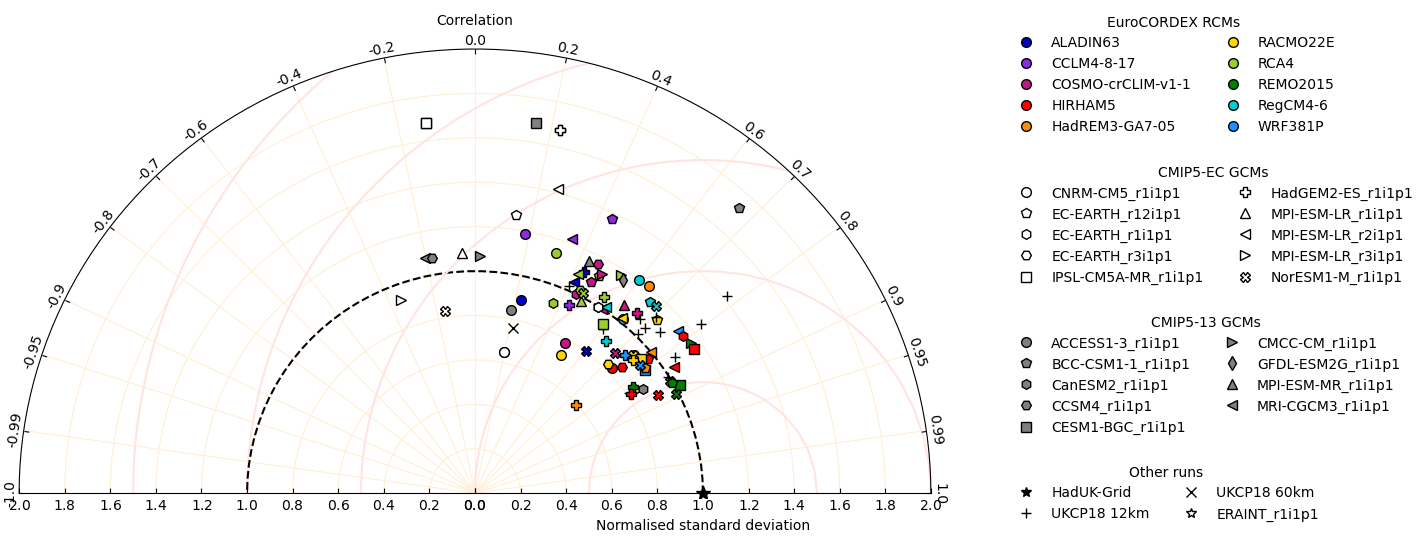 Correlation
0.0
-0.2
0.2
-0.4
0.4
-0.6
0.6
-0.7
0.7
-0.8
0.8
-0.9
0.9
-0.95
0.95
-0.99
0.99
-1.0
1.0
2.0 1.8 1.6 1.4 1.2 1.0 0.8 0.6 0.4 0.2 0.0 0.2 0.4 0.6 0.8 1.0 1.2 1.4 1.6 1.8 2.0
Normalised standard deviation
EuroCORDEX RCMs
ALADIN63 RACMO22E
CCLM4-8-17 RCA4
COSMO-crCLIM-v1-1 REMO2015
HIRHAM5 RegCM4-6
HadREM3-GA7-05 WRF381P
CMIP5-EC GCMs
CNRM-CM5_r1i1p1 HadGEM2-ES_r1i1p1
EC-EARTH_r12i1p1 MPI-ESM-LR_r1i1p1
EC-EARTH_r1i1p1 MPI-ESM-LR_r2i1p1
EC-EARTH_r3i1p1 MPI-ESM-LR_r3i1p1
IPSL-CM5A-MR_r1i1p1 NorESM1-M_r1i1p1
CMIP5-13 GCMs
ACCESS1-3_r1i1p1 CMCC-CM_r1i1p1
BCC-CSM1-1_r1i1p1 GFDL-ESM2G_r1i1p1
CanESM2_r1i1p1 MPI-ESM-MR_r1i1p1
CCSM4_r1i1p1 MRI-CGCM3_r1i1p1
CESM1-BGC_r1i1p1
Other runs
HadUK-Grid UKCP18 60km
UKCP18 12km ERAINT_r1i1p1